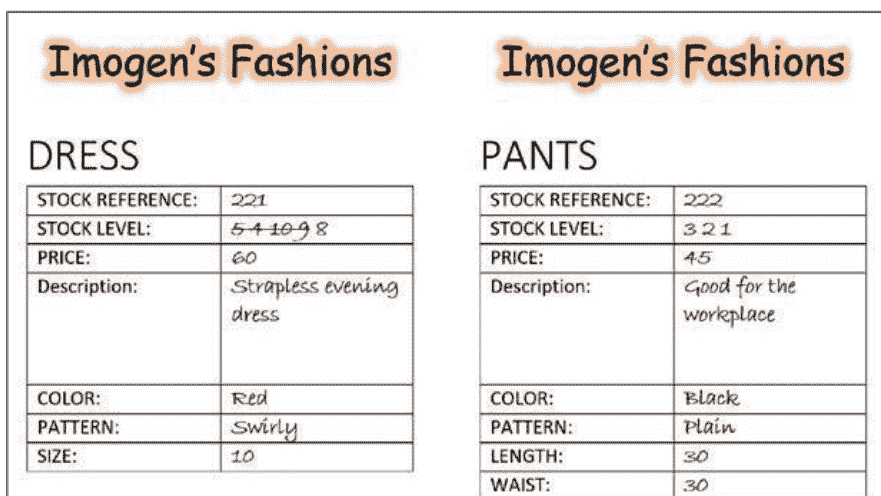 Imogen's Fashions
DRESS
STOCK REFERENCE: 221
STOCK LEVEL: 5 4 10 9 8
PRICE: 60
Description: Strapless evening
dress
COLOR: Red
PATTERN: Swirly
SIZE: 10
Imogen's Fashions
PANTS
STOCK REFERENCE: 222
STOCK LEVEL: 3 2 1
PRICE: 45
Description: Good for the
workplace
COLOR: Black
PATTERN: Plain
LENGTH: 30
WAIST: 30